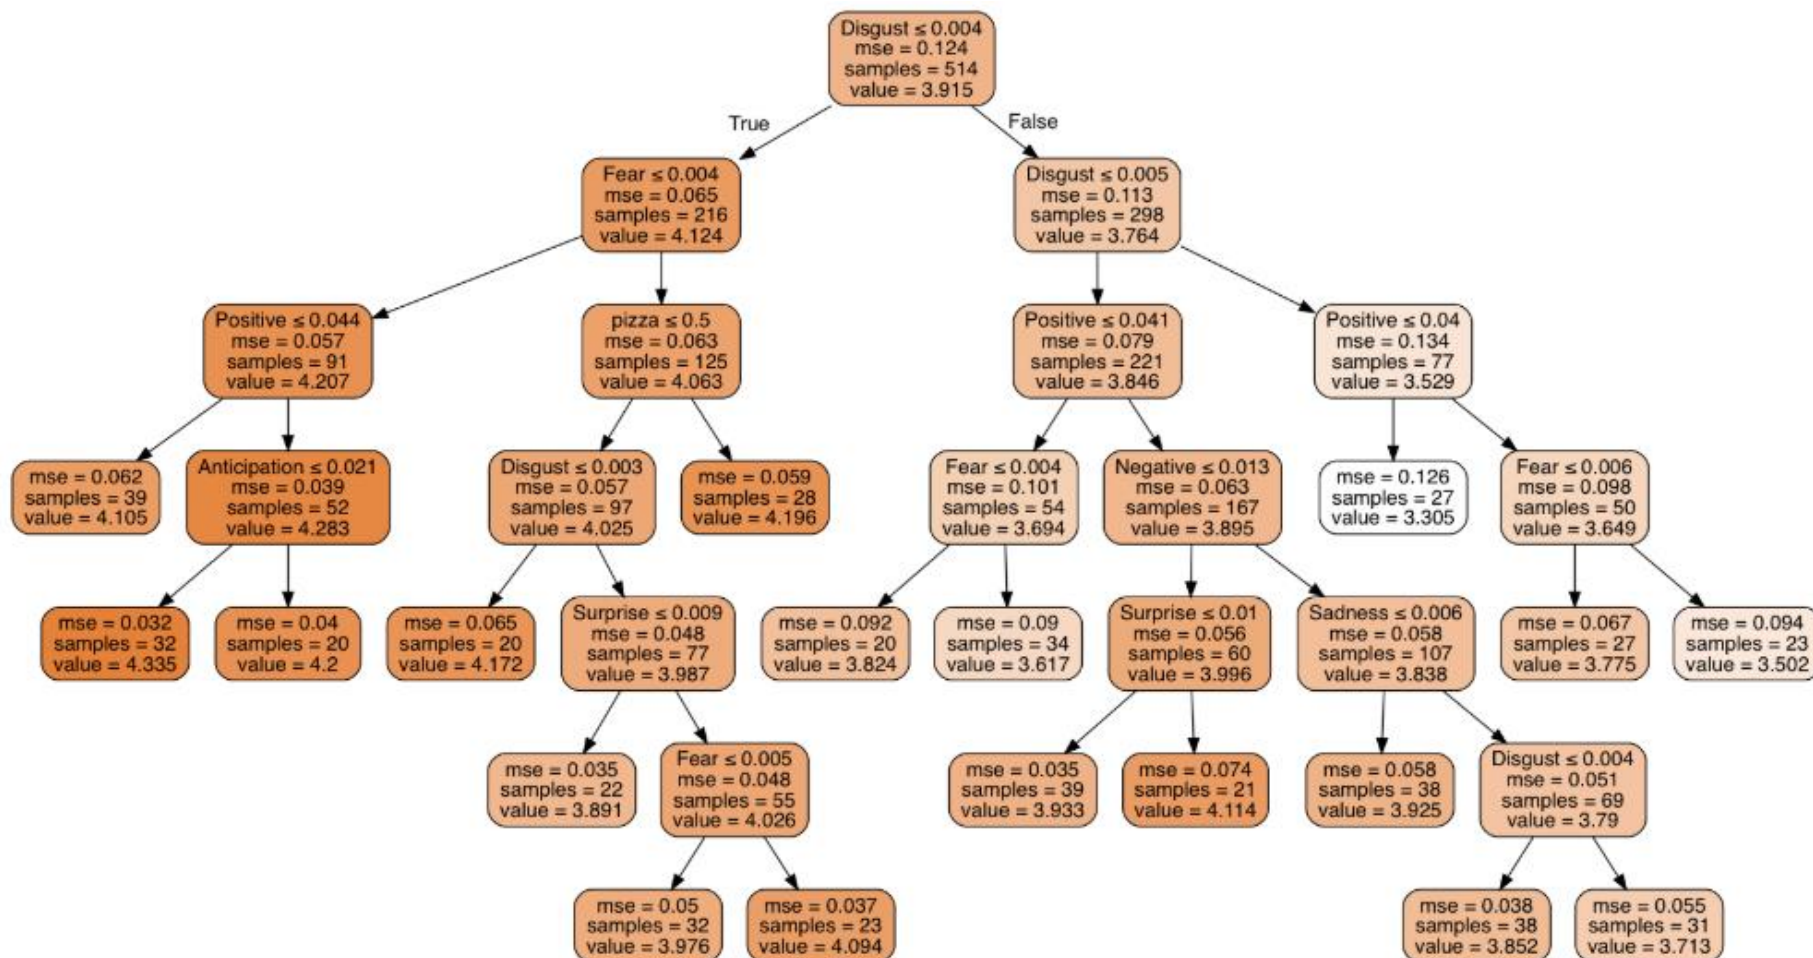 Disgust ≤ 0.004
mse = 0.124
samples = 514
value = 3.915
True
False
Fear ≤ 0.004
mse = 0.065
samples = 216
value = 4.124
Disgust ≤ 0.005
mse = 0.113
samples = 298
value = 3.764
Positive ≤ 0.044
mse = 0.057
samples = 91
value = 4.207
pizza ≤ 0.5
mse = 0.063
samples = 125
value = 4.063
Positive ≤ 0.041
mse = 0.079
samples = 221
value = 3.846
Positive ≤ 0.04
mse = 0.134
samples = 77
value = 3.529
mse = 0.062
samples = 39
value = 4.105
Anticipation ≤ 0.021
mse = 0.039
samples = 52
value = 4.283
Disgust ≤ 0.003
mse = 0.057
samples = 97
value = 4.025
mse = 0.059
samples = 28
value = 4.196
Fear ≤ 0.004
mse = 0.101
samples = 54
value = 3.694
Negative ≤ 0.013
mse = 0.063
samples = 167
value = 3.895
mse = 0.126
samples = 27
value = 3.305
Fear ≤ 0.006
mse = 0.098
samples = 50
value = 3.649
mse = 0.032
samples = 32
value = 4.335
mse = 0.04
samples = 20
value = 4.2
mse = 0.065
samples = 20
value = 4.172
Surprise ≤ 0.009
mse = 0.048
samples = 77
value = 3.987
mse = 0.092
samples = 20
value = 3.824
mse = 0.09
samples = 34
value = 3.617
Surprise ≤ 0.01
mse = 0.056
samples = 60
value = 3.996
Sadness ≤ 0.006
mse = 0.058
samples = 107
value = 3.838
mse = 0.067
samples = 27
value = 3.775
mse = 0.094
samples = 23
value = 3.502
mse = 0.035
samples = 22
value = 3.891
Fear ≤ 0.005
mse = 0.048
samples = 55
value = 4.026
mse = 0.035
samples = 39
value = 3.933
mse = 0.074
samples = 21
value = 4.114
mse = 0.058
samples = 38
value = 3.925
Disgust ≤ 0.004
mse = 0.051
samples = 69
value = 3.79
mse = 0.05
samples = 32
value = 3.976
mse = 0.037
samples = 23
value = 4.094
mse = 0.038
samples = 38
value = 3.852
mse = 0.055
samples = 31
value = 3.713